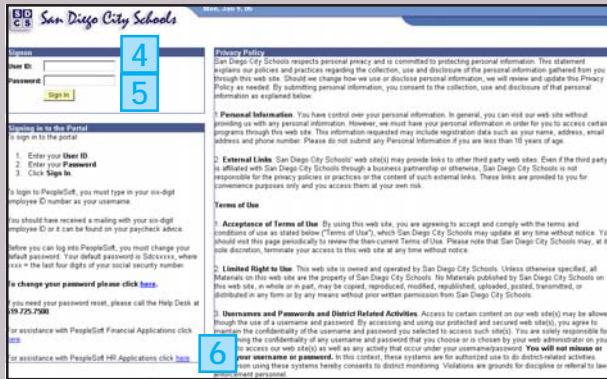 SD
CS
San Diego City Schools
Mon, Jan 9, 06
Signon
User ID:
4
Password:
5
Sign In
Signing in to the Portal
To sign in to the portal
1. Enter your User ID
2. Enter your Password
3. Click Sign In.
To login to PeopleSoft, you must type in your six-digit
employee ID number as your username.
You should have received a mailing with your six-digit
employee ID or it can be found on your paycheck advice.
Before you can log into PeopleSoft, you must change your
default password. Your default password is Sdcsxxxx, where
xxxx = the last four digits of your social security number.
To change your password please click here.
If you need your password reset, please call the Help Desk at
619-725-7500.
For assistance with PeopleSoft Financial Applications click
here.
For assistance with PeopleSoft HR Applications click here
6
Privacy Policy
San Diego City Schools respects personal privacy and is committed to protecting personal information. This statement
explains our policies and practices regarding the collection, use and disclosure of the personal information gathered from you
through this web site. Should we change how we use or disclose personal information, we will review and update this Privacy
Policy as needed. By submitting personal information, you consent to the collection, use and disclosure of that personal
information as explained below.
1. Personal Information. You have control over your personal information. In general, you can visit our web site without
providing us with any personal information. However, we must have your personal information in order for you to access certain
programs through this web site. This information requested may include registration data such as your name, address, email
address and phone number. Please do not submit any Personal Information if you are less than 18 years of age.
2. External Links. San Diego City Schools' web site(s) may provide links to other third party web sites. Even if the third party
is affiliated with San Diego City Schools through a business partnership or otherwise, San Diego City Schools is not
responsible for the privacy practices or the content of such external links. These links are provided to you for
convenience purposes only and you access them at your own risk.
Terms of Use
1. Acceptance of Terms of Use. By using this web site, you are agreeing to accept and comply with the terms and
conditions of use as stated below ("Terms of Use"), which San Diego City Schools may update at any time without notice. You
should visit this page periodically to review the then-current Terms of Use. Please note that San Diego City Schools may, at it
sole discretion, terminate your access to this web site at any time without notice.
2. Limited Right to Use. This web site is owned and operated by San Diego City Schools. Unless otherwise specified, all
Materials on this web site are the property of San Diego City Schools. No Materials published by San Diego City Schools on
this web site, in whole or in part, may be copied, reproduced, modified, republished, uploaded, posted, transmitted, or
distributed in any form or by any means without prior written permission from San Diego City Schools.
3. Usernames and Passwords and District Related Activities. Access to certain content on our web site(s) may be allowed
though the use of a username and password. By accessing and using our protected and secured web site(s), you agree to
maintain the confidentiality of the username and password you selected to access such site(s). You are solely responsible for
ning the confidentiality of any username and password that you choose or is chosen by your web administrator on you
to access our web site(s) as well as any activity that occur under your username/password. You will not misuse or
your username or password. In this context, these systems are for authorized use to do district-related activities.
rson using these systems hereby consents to district monitoring. Violations are grounds for discipline or referral to law
enforcement personnel.